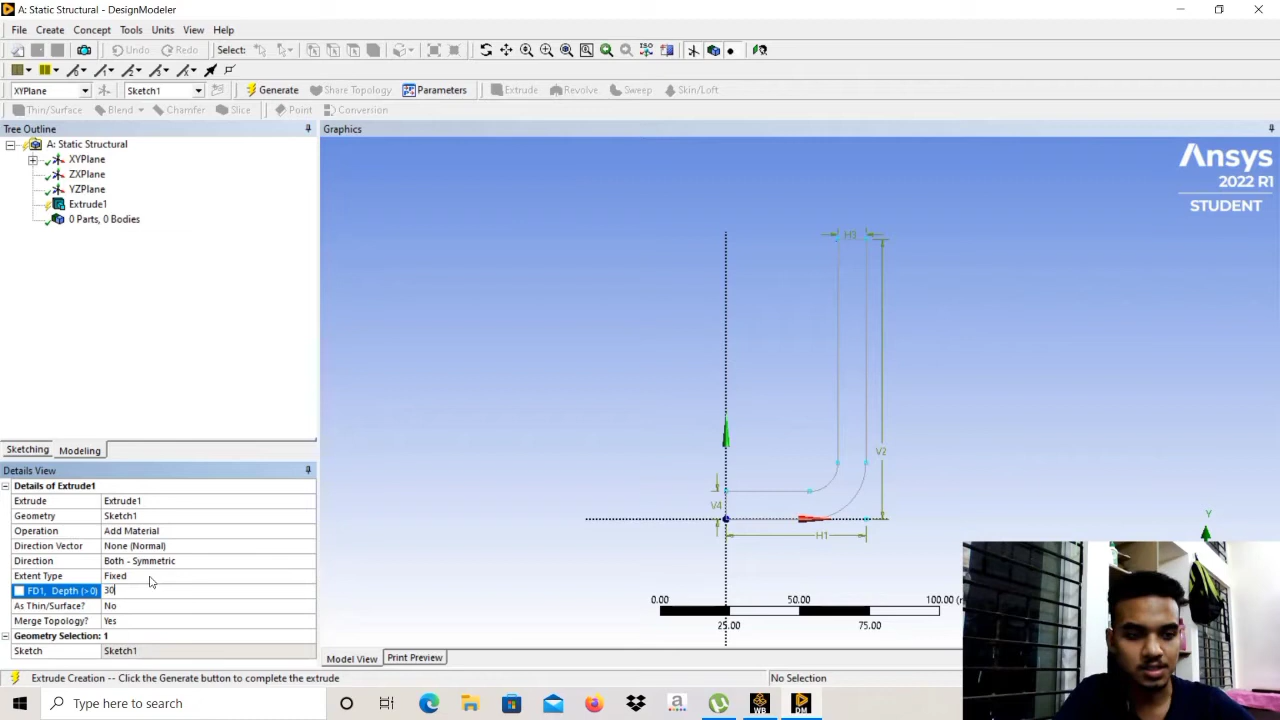 A: Static Structural - DesignModeler
File Create Concept Tools Units View Help
Undo Redo Select: ISO
XYPlane Sketch1 Generate Share Topology Parameters Extrude Revolve Sweep Skin/Loft
Thin/Surface Blend Chamfer Slice Point Conversion
Tree Outline
A: Static Structural
XYPlane
ZXPlane
YZPlane
Extrude1
0 Parts, 0 Bodies
Sketching Modeling
Details View
Details of Extrude1
Extrude Extrude1
Geometry Sketch1
Operation Add Material
Direction Vector None (Normal)
Direction Both - Symmetric
Extent Type Fixed
FD1, Depth (>0) 30
As Thin/Surface? No
Merge Topology? Yes
Geometry Selection: 1
Sketch Sketch1
Graphics
Ansys
2022 R1
STUDENT
H3
V2
V4
H1
Y
0.00 50.00 100.00
25.00 75.00
Model View Print Preview
Extrude Creation -- Click the Generate button to complete the extrude No Selection
Type here to search
WB DM